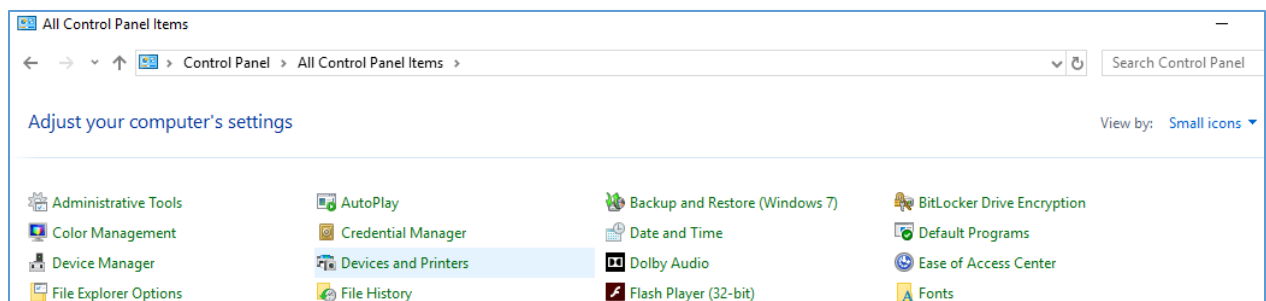 All Control Panel Items
Control Panel > All Control Panel Items >
Search Control Panel
Adjust your computer's settings
View by: Small icons
Administrative Tools
AutoPlay
Backup and Restore (Windows 7)
BitLocker Drive Encryption
Color Management
Credential Manager
Date and Time
Default Programs
Device Manager
Devices and Printers
Dolby Audio
Ease of Access Center
File Explorer Options
File History
Flash Player (32-bit)
Fonts